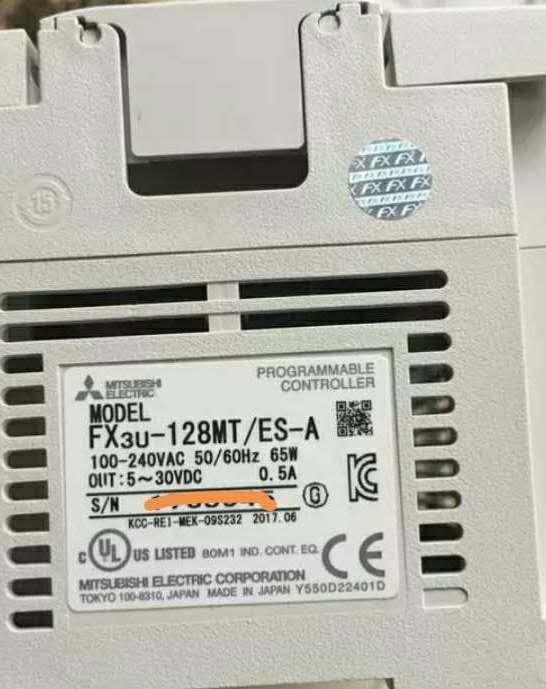 15
FX FX
FX FX FX
FX F
MITSUBISHI
ELECTRIC
PROGRAMMABLE
CONTROLLER
MODEL
FX3U-128MT/ES-A
100-240VAC 50/60Hz 65W
OUT:5~30VDC 0.5A
S/N
G
KCC-REI-MEK-09S232 2017.06
C UL US LISTED 80M1 IND. CONT. EQ. CE
MITSUBISHI ELECTRIC CORPORATION
TOKYO 100-8310, JAPAN MADE IN JAPAN Y550D22401D